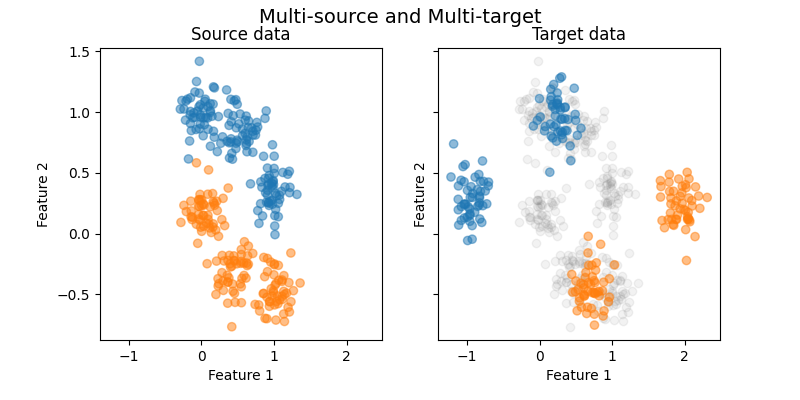 Multi-source and Multi-target
Source data
Target data
1.5
1.0
0.5
0.0
−0.5
Feature 2
−1
0
1
2
Feature 1
Feature 2
−1
0
1
2
Feature 1